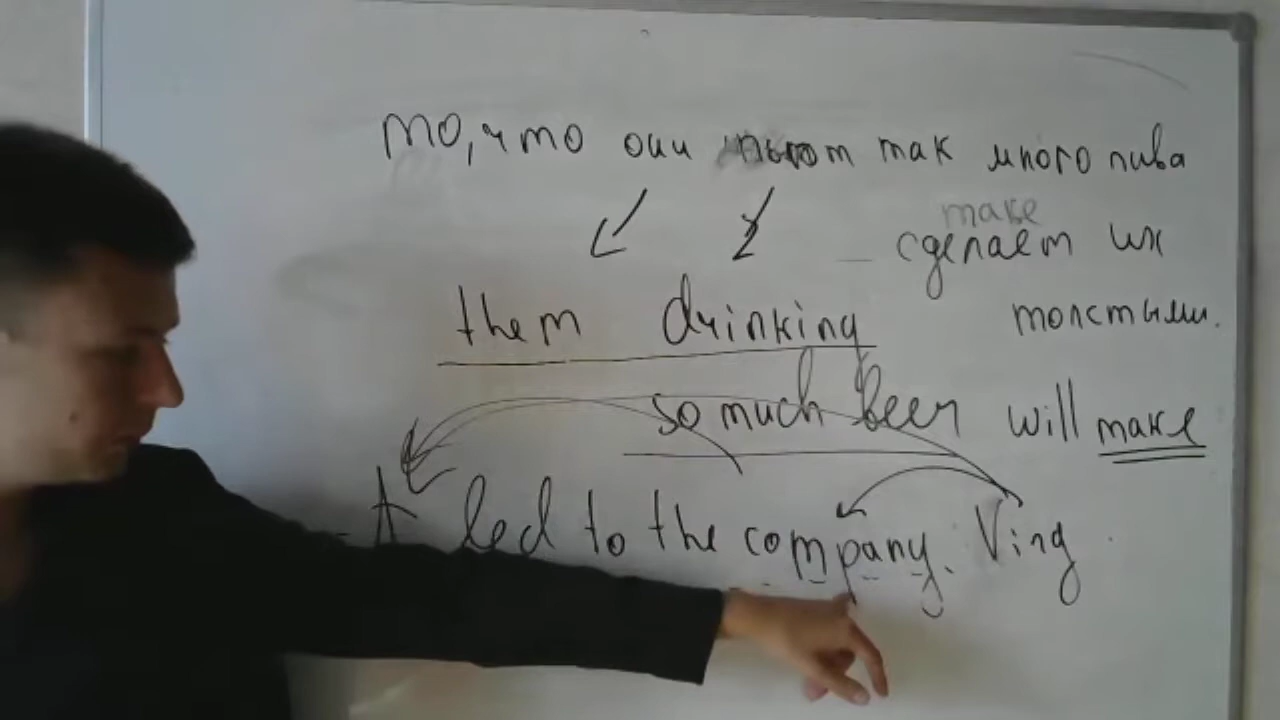 то, что они пьют так много пива
make
сделает их
толстыми.
them drinking
so much beer will make
- A led to the company. Ving